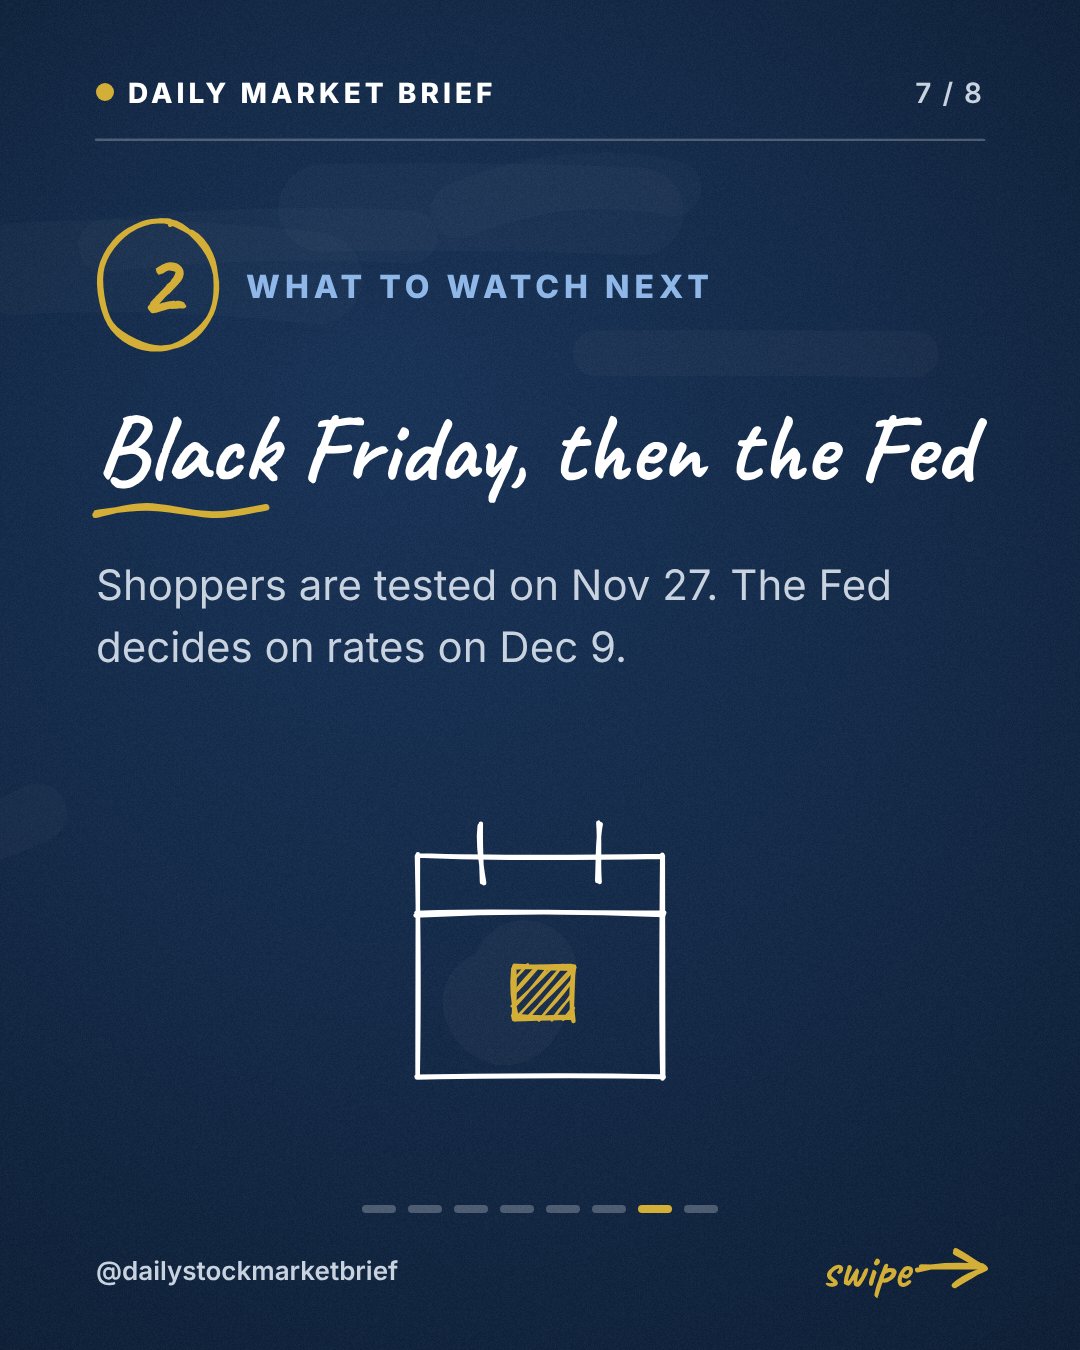 DAILY MARKET BRIEF
7 / 8
2
WHAT TO WATCH NEXT
Black Friday, then the Fed
Shoppers are tested on Nov 27. The Fed
decides on rates on Dec 9.
@dailystockmarketbrief
swipe